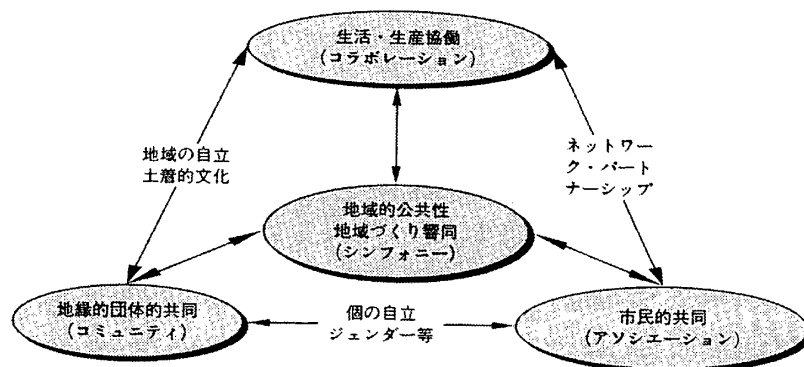 生活・生産協働
(コラボレーション)
地域の自立
土着的文化
ネットワー
ク・パート
ナーシップ
地域的公共性
地域づくり響同
(シンフォニー)
地縁的団体的共同
(コミュニティ)
個の自立
ジェンダー等
市民的共同
(アソシエーション)